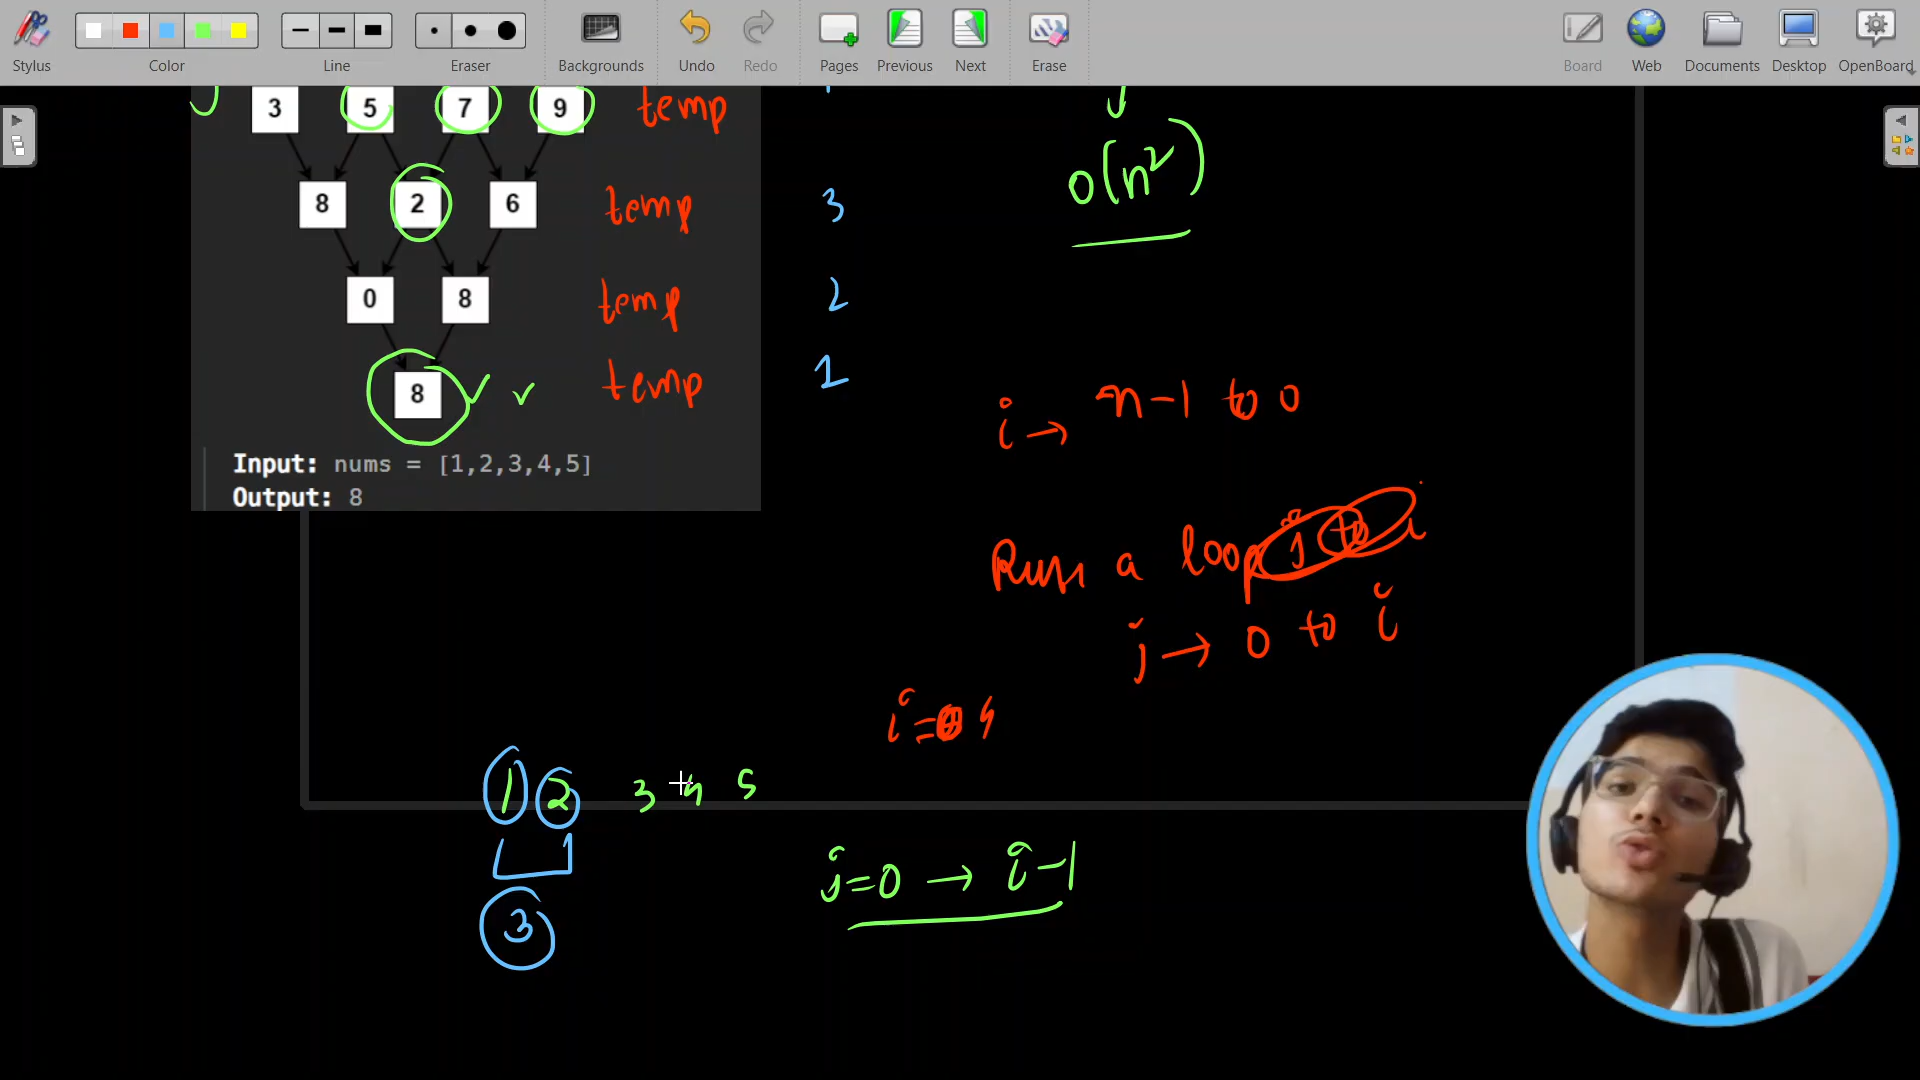 Stylus Color Line Eraser Backgrounds Undo Redo Pages Previous Next Erase Board Web Documents Desktop OpenBoard
3 5 7 9 temp
O(n²)
8 2 6 temp 3
0 8 temp 2
8 temp 1
i → n-1 to 0
Input: nums = [1,2,3,4,5]
Output: 8
Run a loop j to i
j → 0 to i
i = 4
1 2 3 4 5
j=0 → i-1
3